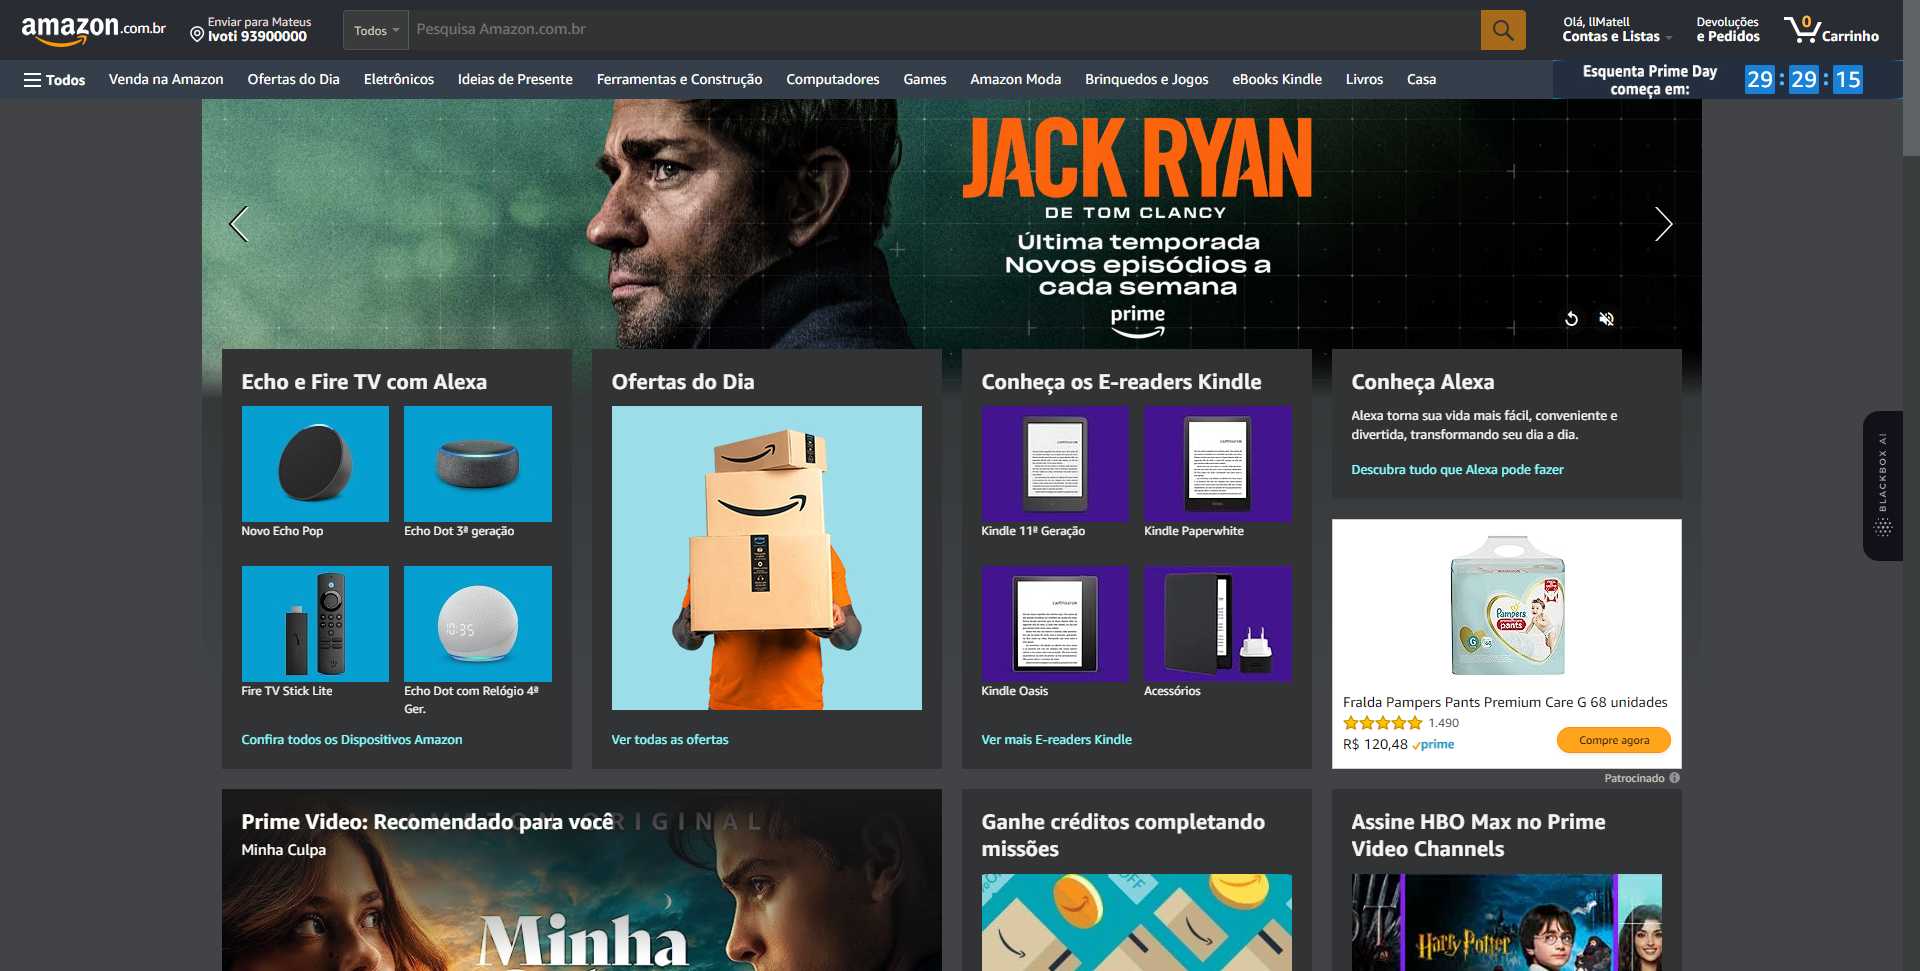 amazon.com.br
Enviar para Mateus
Ivoti 93900000
Todos
Pesquisa Amazon.com.br
Olá, llMatell
Contas e Listas
Devoluções
e Pedidos
0
Carrinho
Todos
Venda na Amazon
Ofertas do Dia
Eletrônicos
Ideias de Presente
Ferramentas e Construção
Computadores
Games
Amazon Moda
Brinquedos e Jogos
eBooks Kindle
Livros
Casa
Esquenta Prime Day
começa em:
29 : 29 : 15
JACK RYAN
DE TOM CLANCY
Última temporada
Novos episódios a
cada semana
prime
Echo e Fire TV com Alexa
Novo Echo Pop
Echo Dot 3ª geração
10:35
Fire TV Stick Lite
Echo Dot com Relógio 4ª
Ger.
Confira todos os Dispositivos Amazon
Ofertas do Dia
Ver todas as ofertas
Conheça os E-readers Kindle
Kindle 11ª Geração
Kindle Paperwhite
Kindle Oasis
Acessórios
Ver mais E-readers Kindle
Conheça Alexa
Alexa torna sua vida mais fácil, conveniente e
divertida, transformando seu dia a dia.
Descubra tudo que Alexa pode fazer
BLACKBOX AI
Pampers
pants
G
Fralda Pampers Pants Premium Care G 68 unidades
1.490
R$ 120,48 prime
Compre agora
Patrocinado
Prime Video: Recomendado para você
ORIGINAL
Minha Culpa
Minha
Ganhe créditos completando
missões
OFF
Assine HBO Max no Prime
Video Channels
Harry Potter